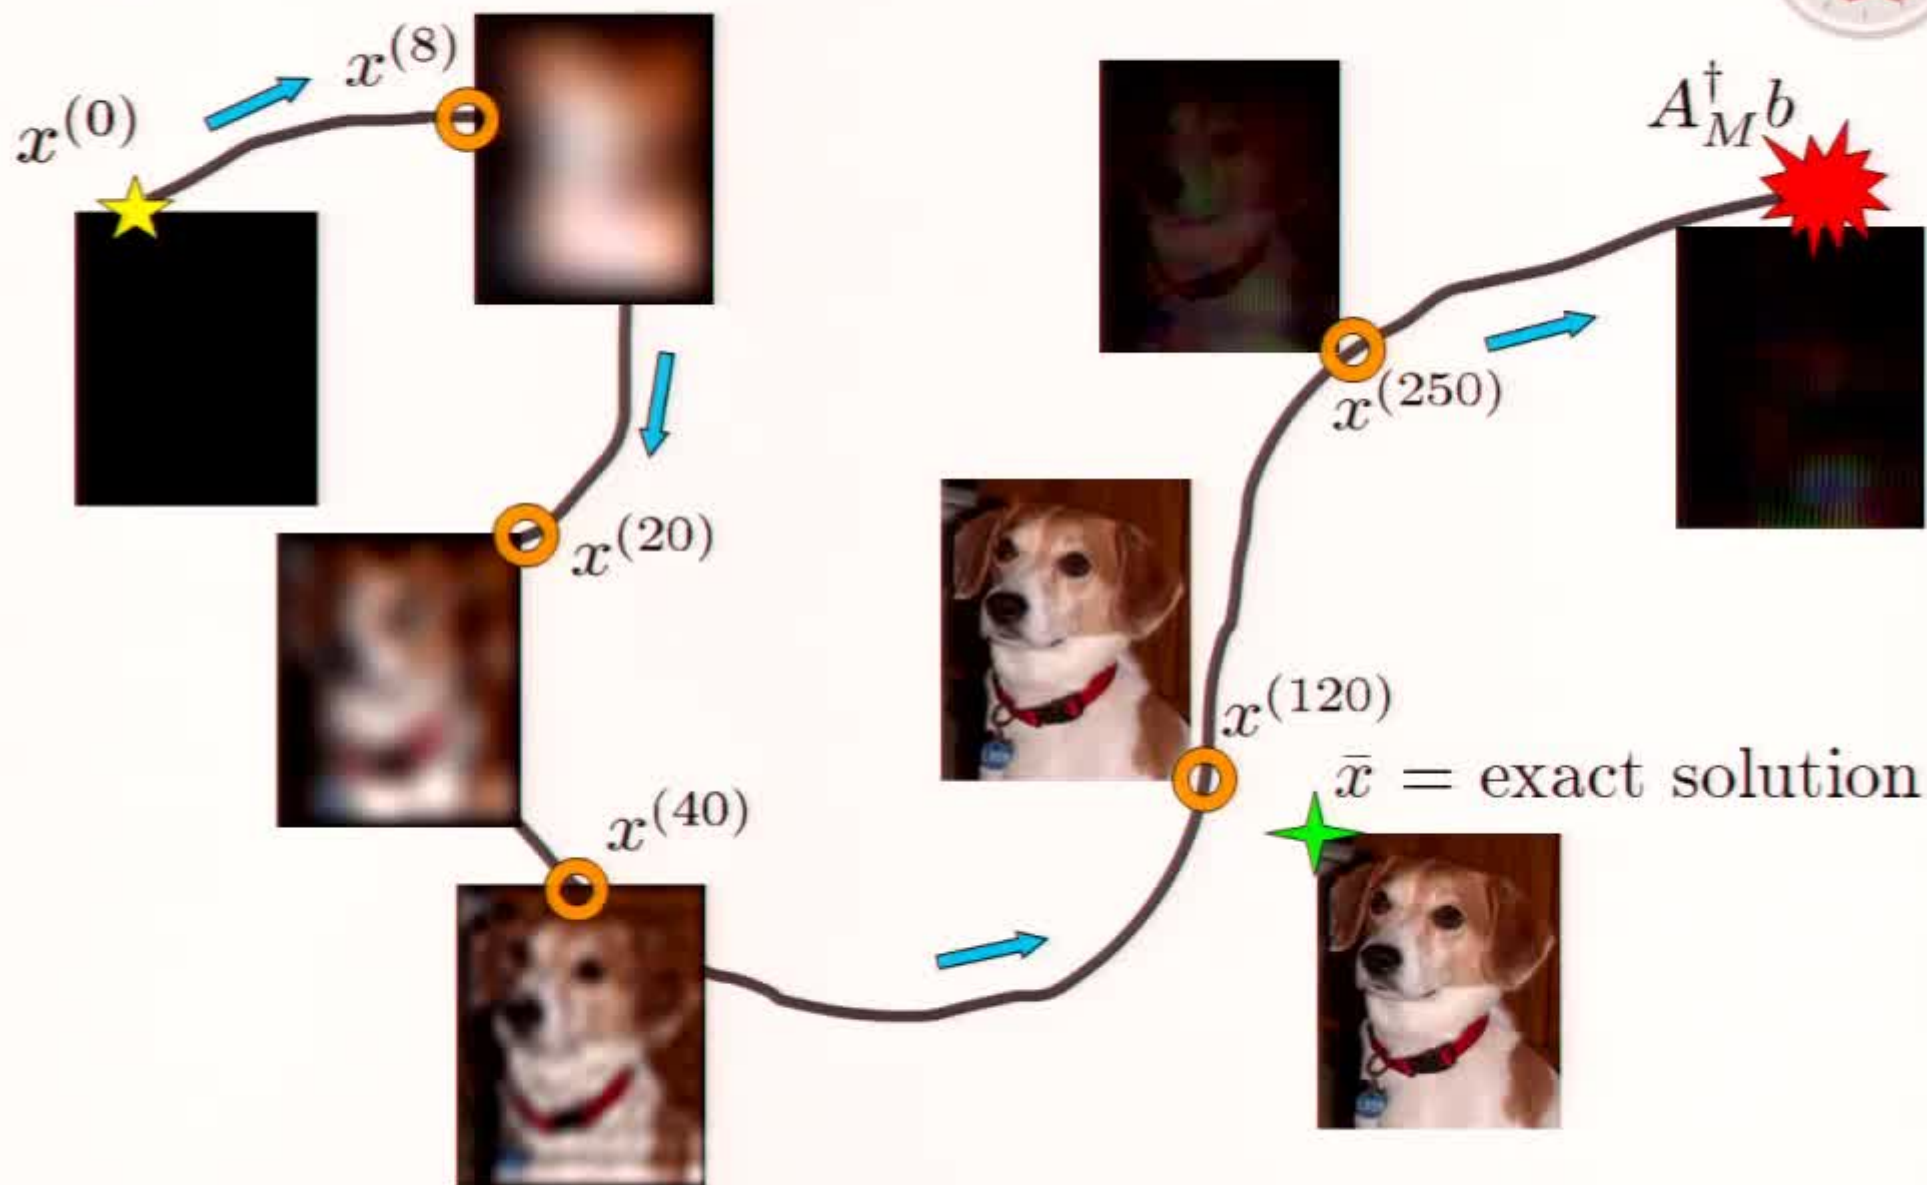 x^(0)
x^(8)
x^(20)
x^(40)
x^(120)
x̄ = exact solution
x^(250)
A_M^† b